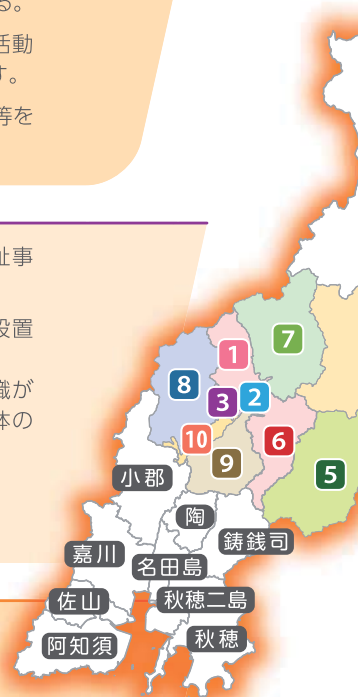 る。
活動
す。
等を
祉事
設置
織が
体の
7
1
8
3
2
10
6
9
5
小郡
陶
鋳銭司
嘉川
名田島
佐山
秋穂二島
阿知須
秋穂